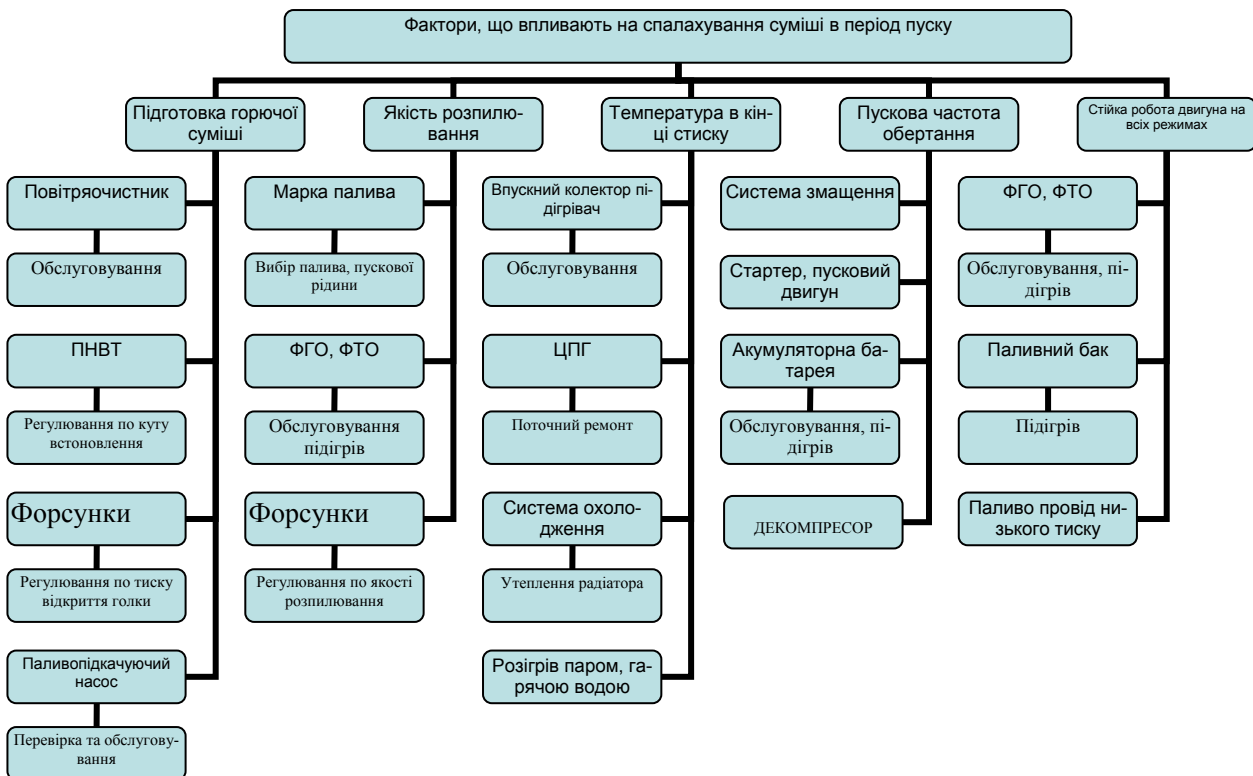 Фактори, що впливають на спалахування суміші в період пуску
Підготовка горючої
суміші
Якість розпилю-
вання
Температура в кін-
ці стиску
Пускова частота
обертання
Стійка робота двигуна на
всіх режимах
Повітряочистник
Обслуговування
ПНВТ
Регулювання по куту
встоновлення
Форсунки
Регулювання по тиску
відкриття голки
Паливопідкачуючий
насос
Перевірка та обслугову-
вання
Марка палива
Вибір палива, пускової
рідини
ФГО, ФТО
Обслуговування
підігрів
Форсунки
Регулювання по якості
розпилювання
Впускний колектор пі-
дігрівач
Обслуговування
ЦПГ
Поточний ремонт
Система охоло-
дження
Утеплення радіатора
Розігрів паром, га-
рячою водою
Система змащення
Стартер, пусковий
двигун
Акумуляторна ба-
тарея
Обслуговування, пі-
дігрів
ДЕКОМПРЕСОР
ФГО, ФТО
Обслуговування, пі-
дігрів
Паливний бак
Підігрів
Паливо провід ни-
зького тиску